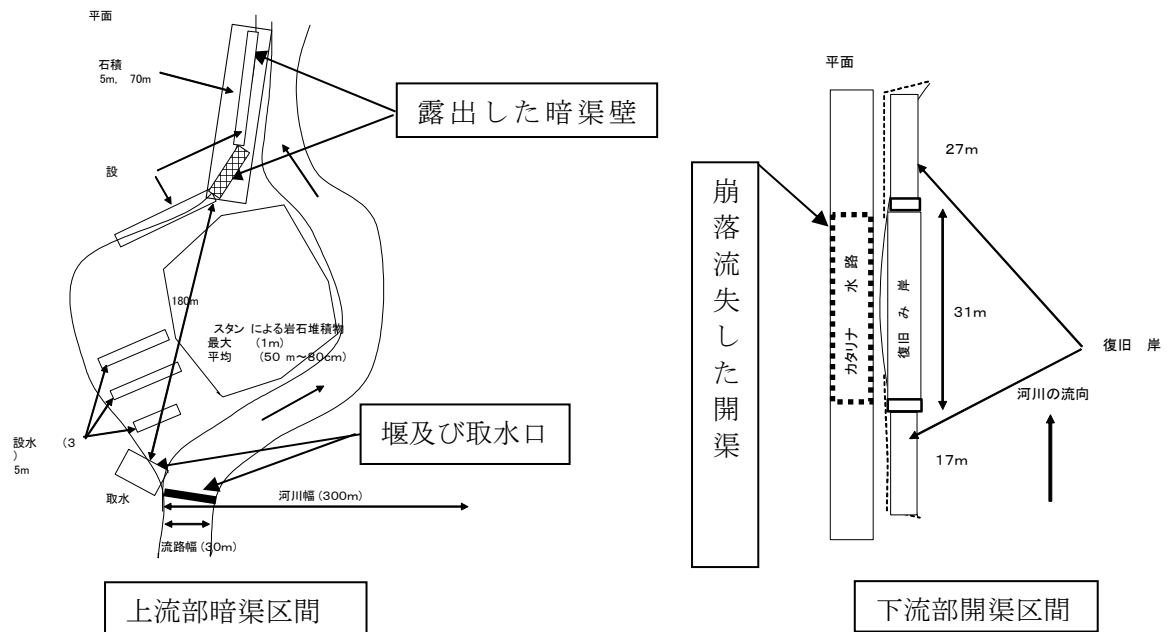 平面
石積
5m, 70m
露出した暗渠壁
設
180m
スタン による岩石堆積物
最大 (1m)
平均 (50 m~80cm)
設水 (3
)
5m
堰及び取水口
取水
河川幅 (300m)
流路幅 (30m)
上流部暗渠区間
平面
27m
崩落流失した開渠
カタリナ 水路
復旧 み 岸
31m
復旧 岸
河川の流向
17m
下流部開渠区間